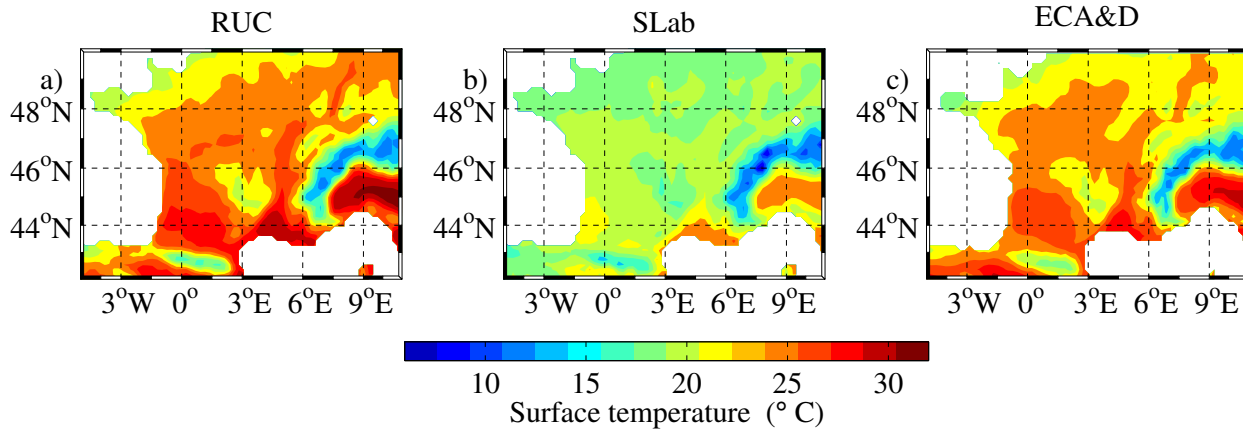 RUC SLab ECA&D
a) b) c)
48°N 48°N 48°N
46°N 46°N 46°N
44°N 44°N 44°N
3°W 0° 3°E 6°E 9°E 3°W 0° 3°E 6°E 9°E 3°W 0° 3°E 6°E 9°E
10 15 20 25 30
Surface temperature (° C)